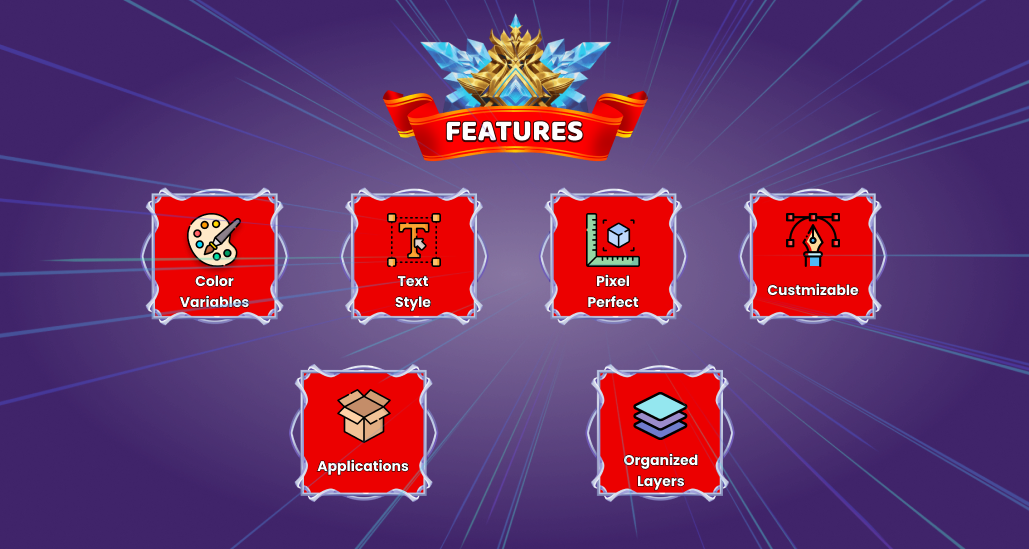 FEATURES
Color
Variables
Text
Style
Pixel
Perfect
Custmizable
Applications
Organized
Layers